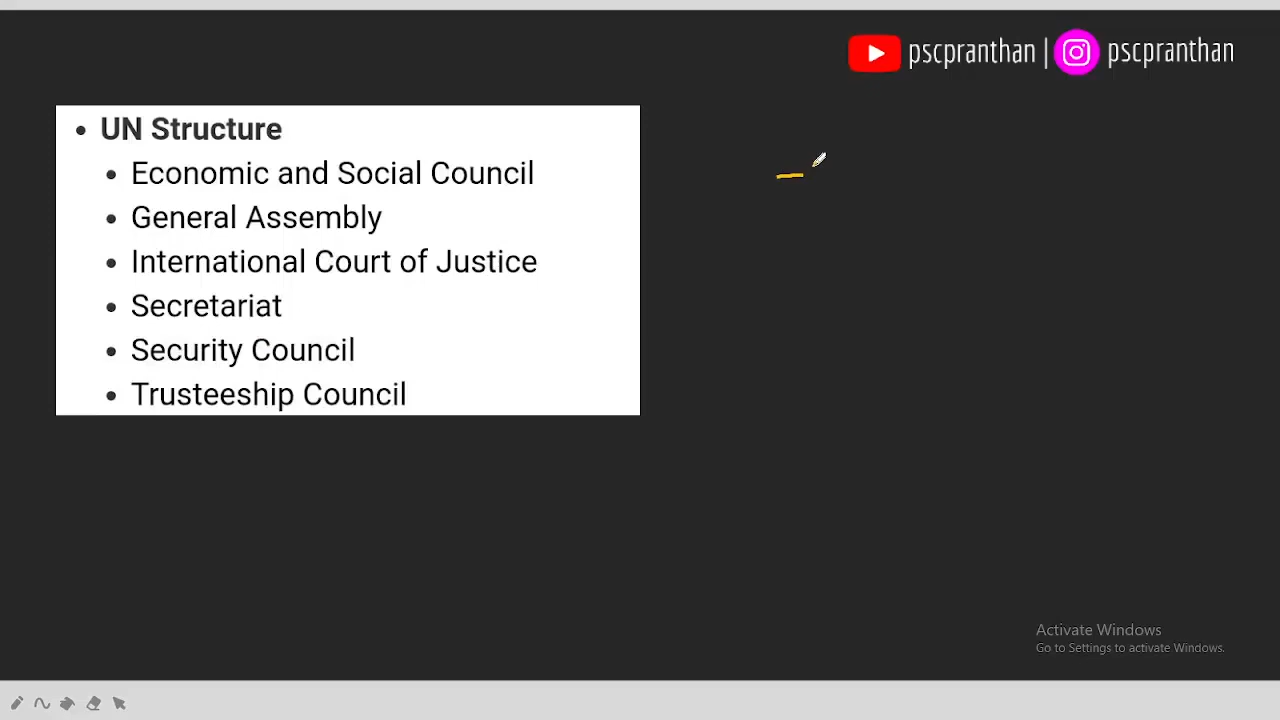 pscpranthan | pscpranthan
• UN Structure
• Economic and Social Council
• General Assembly
• International Court of Justice
• Secretariat
• Security Council
• Trusteeship Council
Activate Windows
Go to Settings to activate Windows.